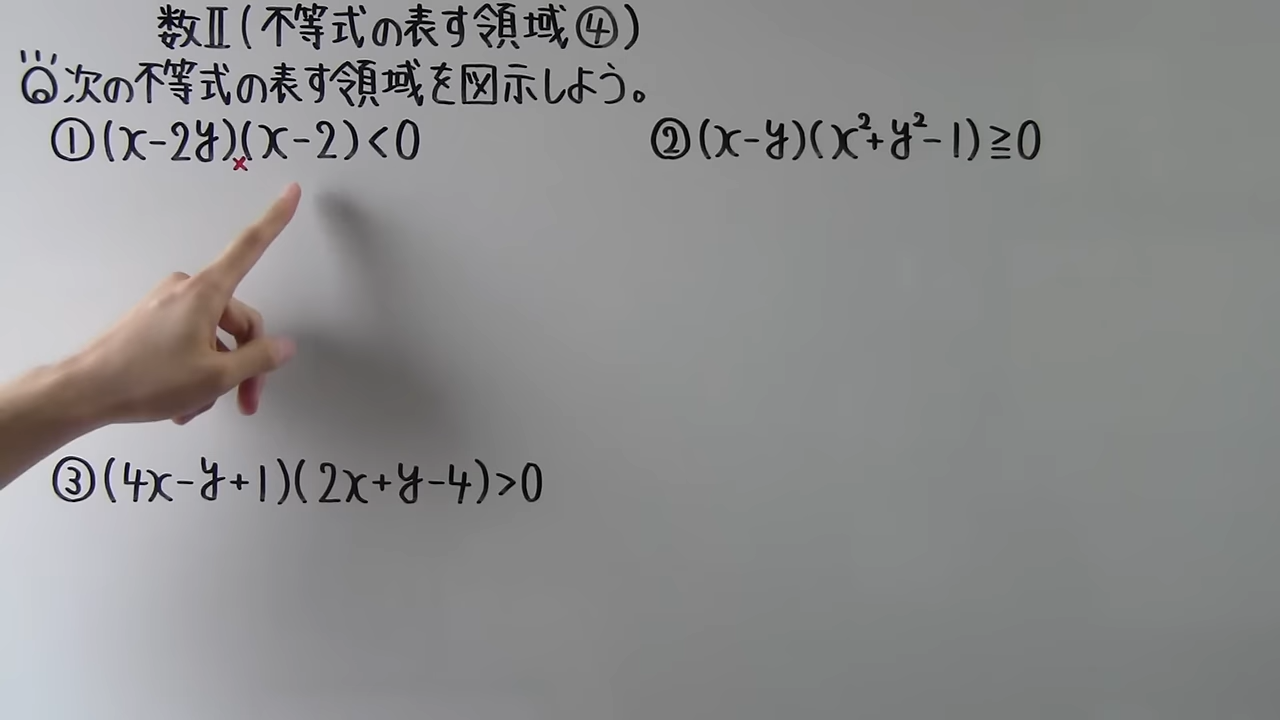 数Ⅱ(不等式の表す領域④)
Q次の不等式の表す領域を図示しよう。
①(x-2y)(x-2)<0
×
②(x-y)(x²+y²-1)≧0
③(4x-y+1)(2x+y-4)>0